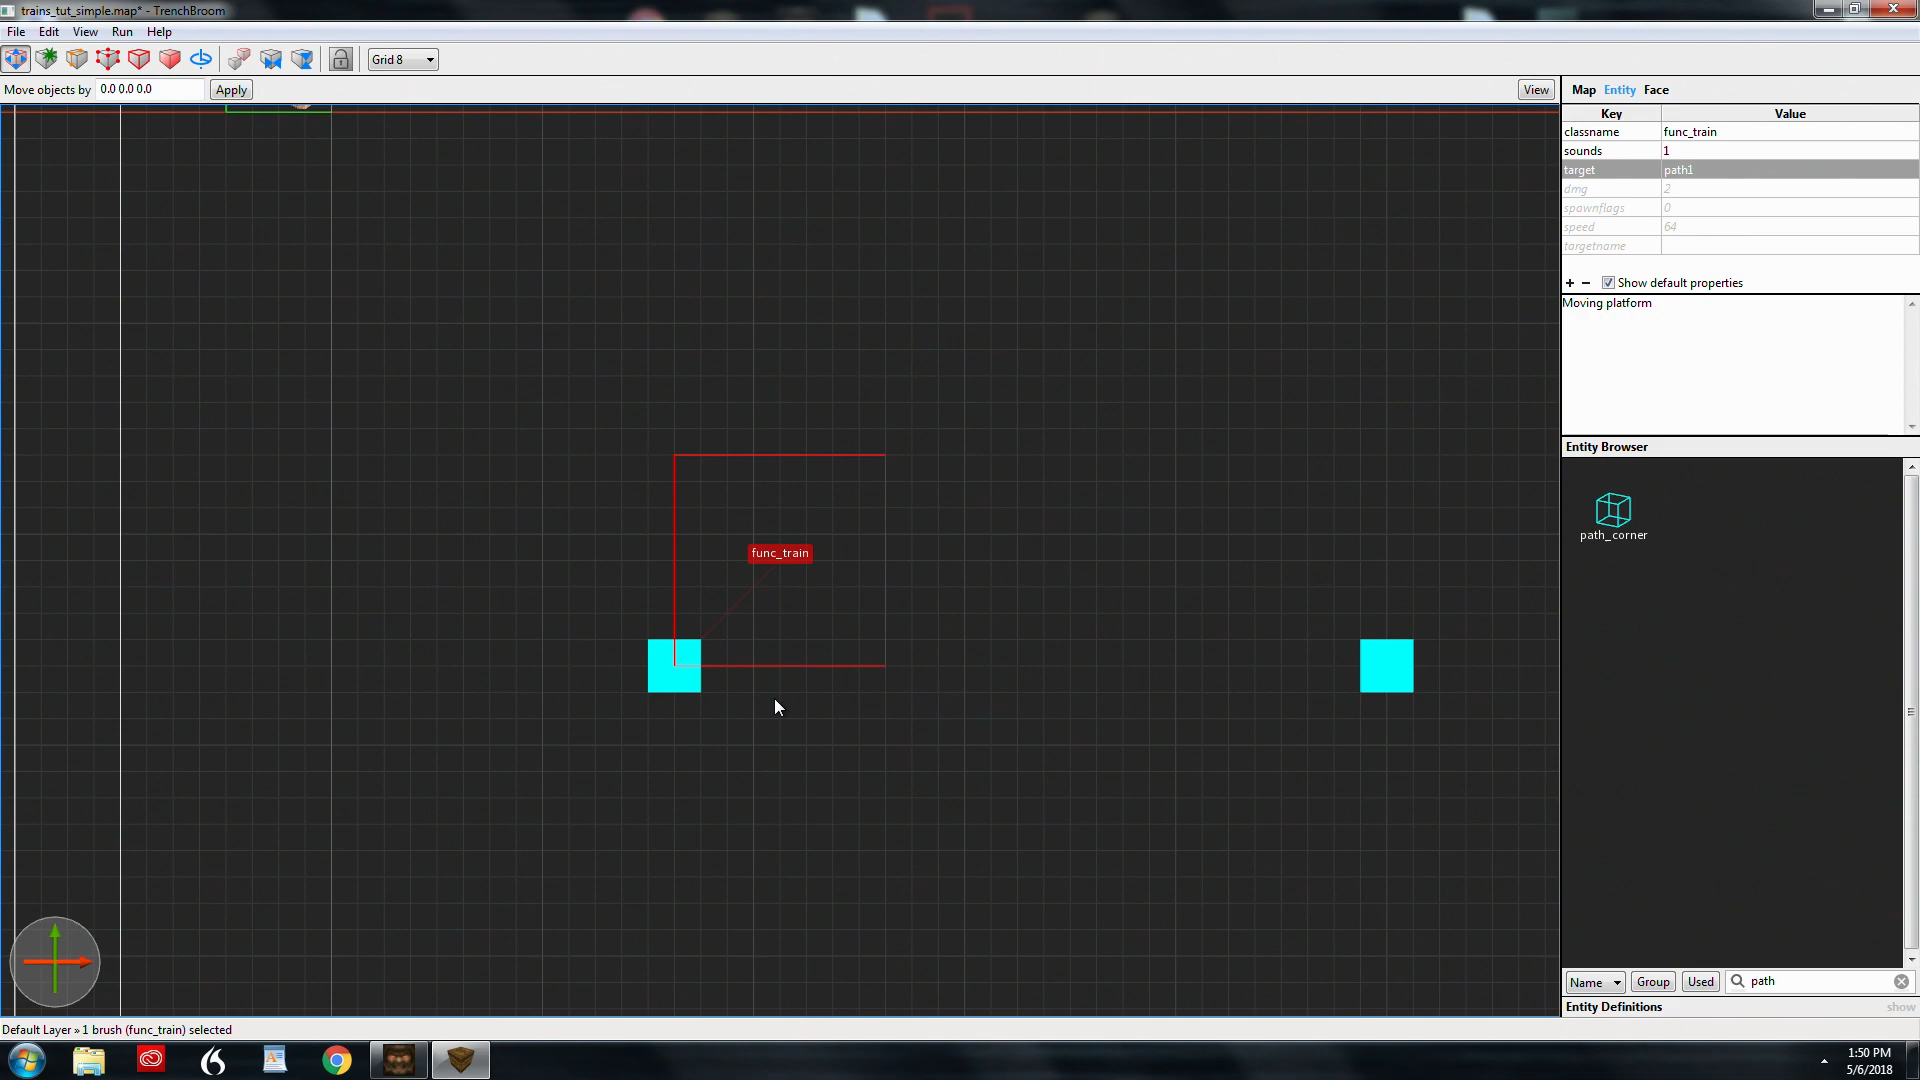 trains_tut_simple.map* - TrenchBroom
File Edit View Run Help
Grid 8
Move objects by 0.0 0.0 0.0 Apply View
Map Entity Face
Key Value
classname func_train
sounds 1
target path1
dmg 2
spawnflags 0
speed 64
targetname
+ - Show default properties
Moving platform
Entity Browser
path_corner
func_train
Name Group Used path
Entity Definitions show
Default Layer » 1 brush (func_train) selected
1:50 PM
5/6/2018